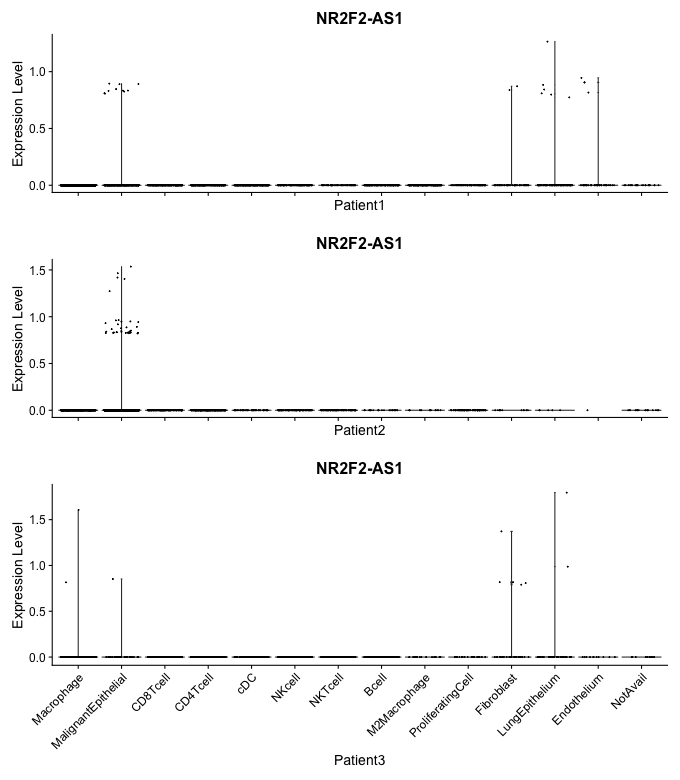 NR2F2-AS1
Expression Level
1.0
0.5
0.0
Patient1
NR2F2-AS1
Expression Level
1.5
1.0
0.5
0.0
Patient2
NR2F2-AS1
Expression Level
1.5
1.0
0.5
0.0
Macrophage
MalignantEpithelial
CD8Tcell
CD4Tcell
cDC
NKcell
NKTcell
Bcell
M2Macrophage
ProliferatingCell
Fibroblast
LungEpithelium
Endothelium
NotAvail
Patient3